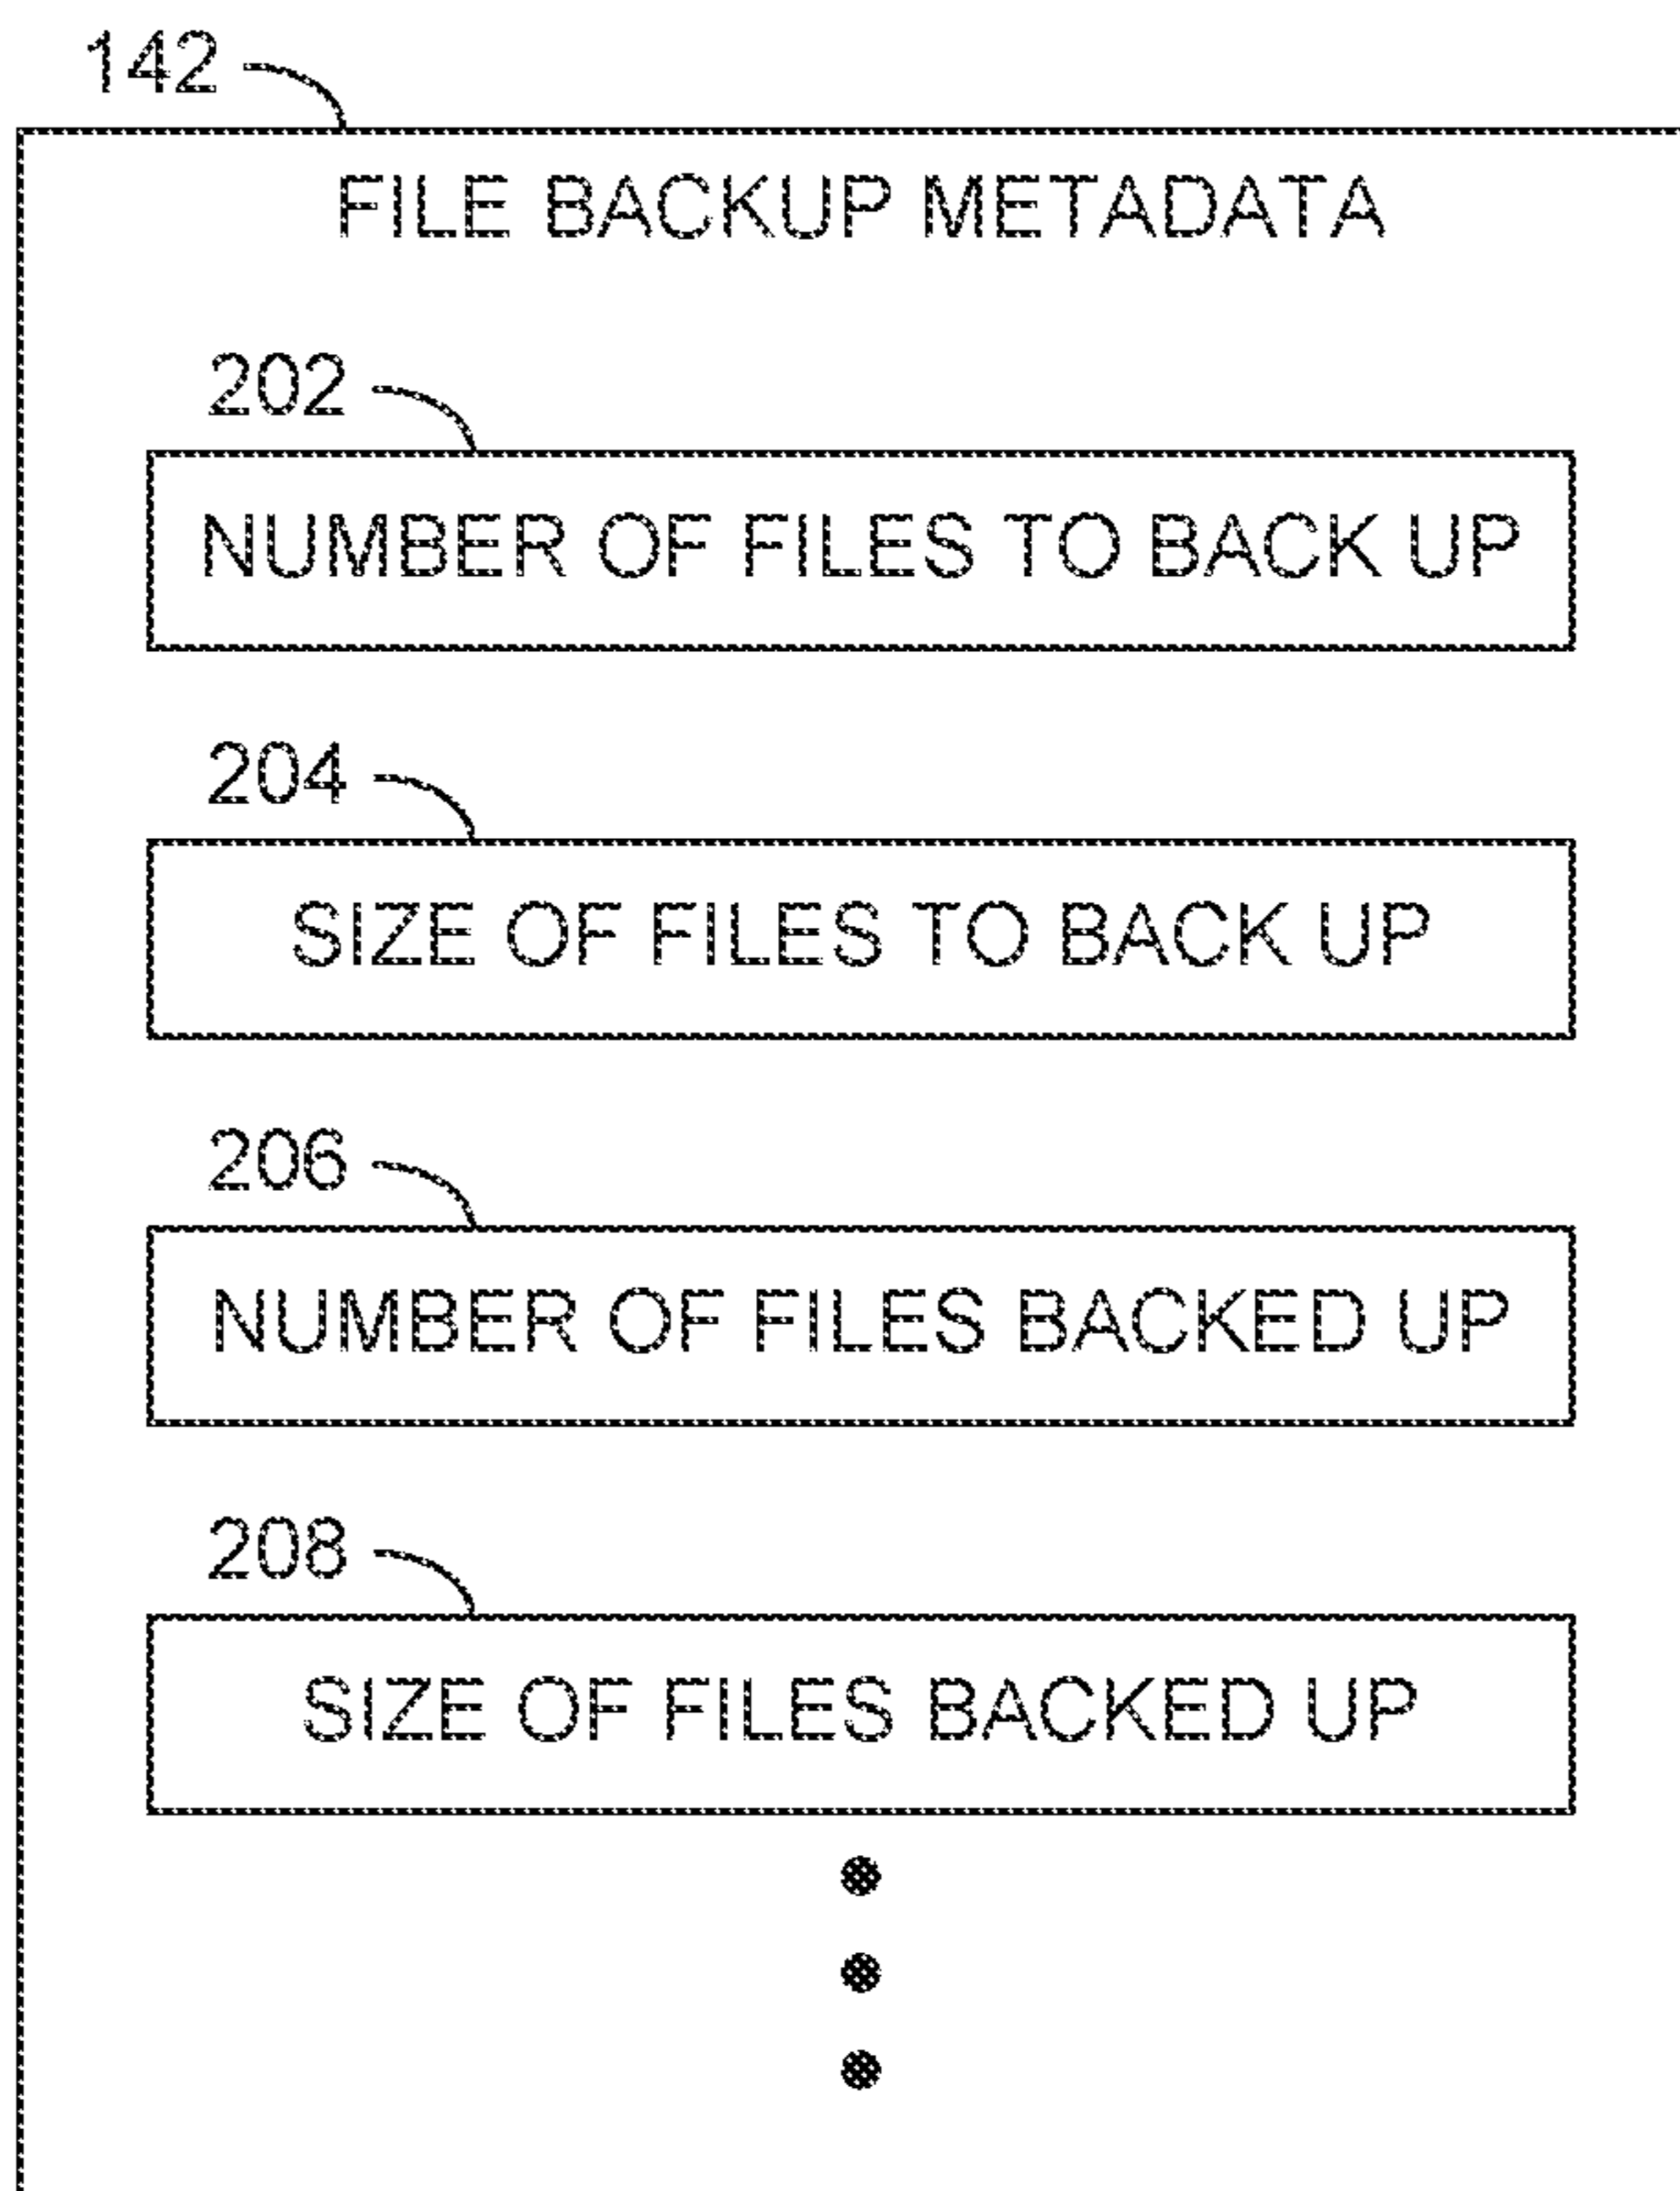 142
FILE BACKUP METADATA
202
NUMBER OF FILES TO BACK UP
204
SIZE OF FILES TO BACK UP
206
NUMBER OF FILES BACKED UP
208
SIZE OF FILES BACKED UP